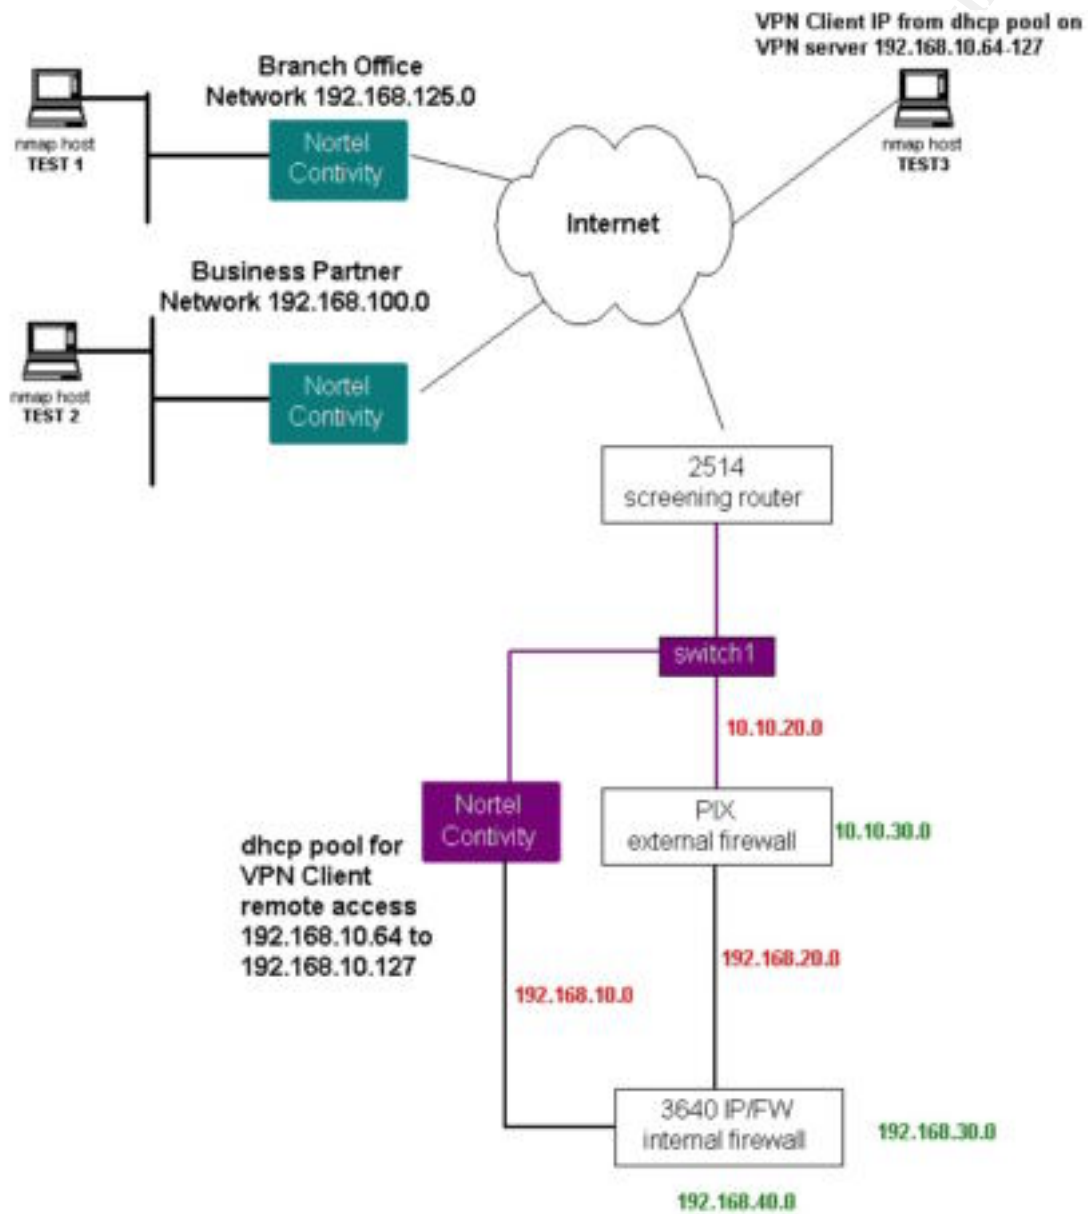 VPN Client IP from dhcp pool on
VPN server 192.168.10.64-127
Branch Office
Network 192.168.125.0
nmap host
TEST 1
Nortel
Contivity
nmap host
TEST3
Internet
Business Partner
Network 192.168.100.0
nmap host
TEST 2
Nortel
Contivity
2514
screening router
switch1
10.10.20.0
Nortel
Contivity
PIX
external firewall
10.10.30.0
dhcp pool for
VPN Client
remote access
192.168.10.64 to
192.168.10.127
192.168.20.0
192.168.10.0
3640 IP/FW
internal firewall
192.168.30.0
192.168.40.0